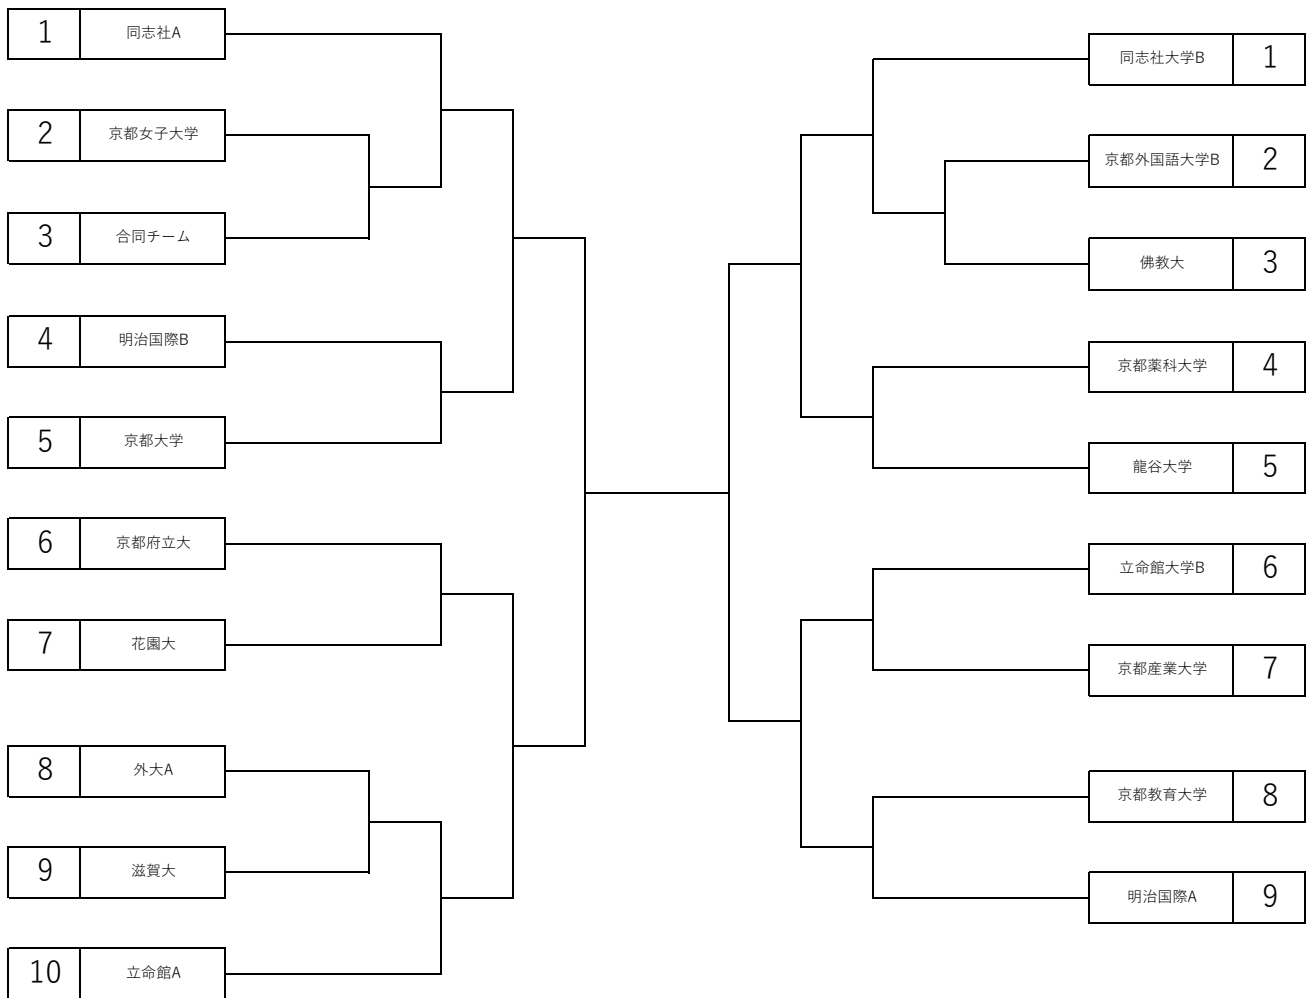 1 同志社A
2 京都女子大学
3 合同チーム
4 明治国際B
5 京都大学
6 京都府立大
7 花園大
8 外大A
9 滋賀大
10 立命館A
同志社大学B 1
京都外国語大学B 2
佛教大 3
京都薬科大学 4
龍谷大学 5
立命館大学B 6
京都産業大学 7
京都教育大学 8
明治国際A 9